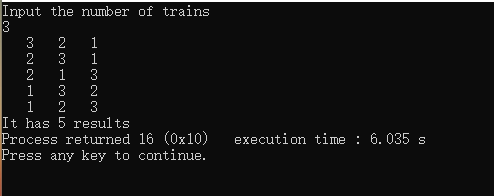 Input the number of trains
3
3 2 1
2 3 1
2 1 3
1 3 2
1 2 3
It has 5 results
Process returned 16 (0x10) execution time : 6.035 s
Press any key to continue.